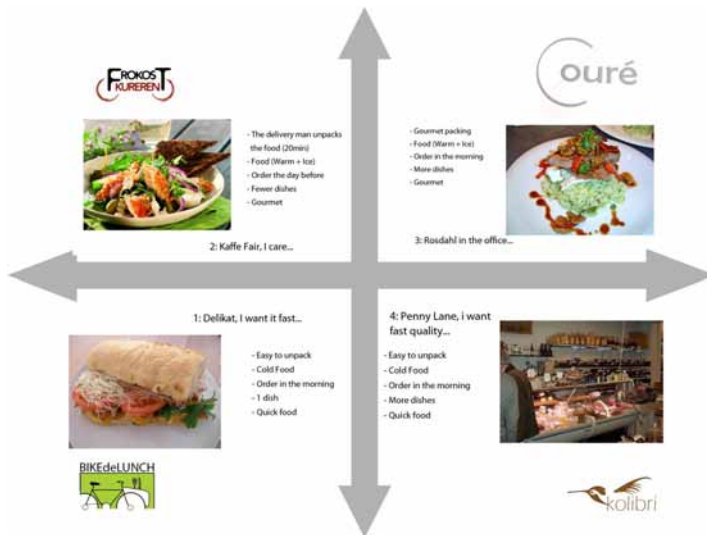 FROKOST
KUREREN
Couré
- The delivery man unpacks
the food (20min)
- Food (Warm + Ice)
- Order the day before
- Fewer dishes
- Gourmet
- Gourmet packing
- Food (Warm + Ice)
- Order in the morning
- More dishes
- Gourmet
2: Kaffe Fair, I care...
3: Rosdahl in the office...
1: Delikat, I want it fast...
- Easy to unpack
- Cold Food
- Order in the morning
- 1 dish
- Quick food
4: Penny Lane, i want
fast quality...
- Easy to unpack
- Cold Food
- Order in the morning
- More dishes
- Quick food
BIKEdeLUNCH
kolibri